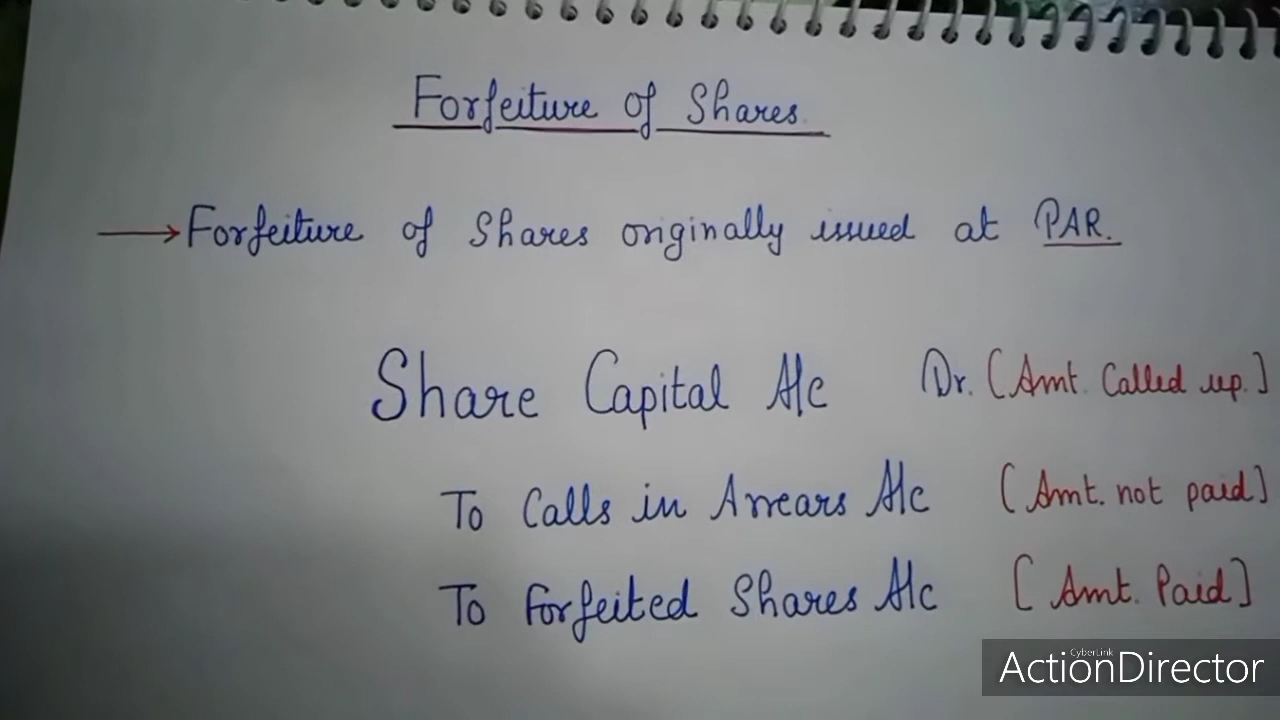 Forfeiture of Shares
→ Forfeiture of Shares originally issued at PAR.
Share Capital A/c Dr. [Amt. Called up.]
To Calls in Arrears A/c [Amt. not paid]
To Forfeited Shares A/c [Amt. Paid]
CyberLink
ActionDirector